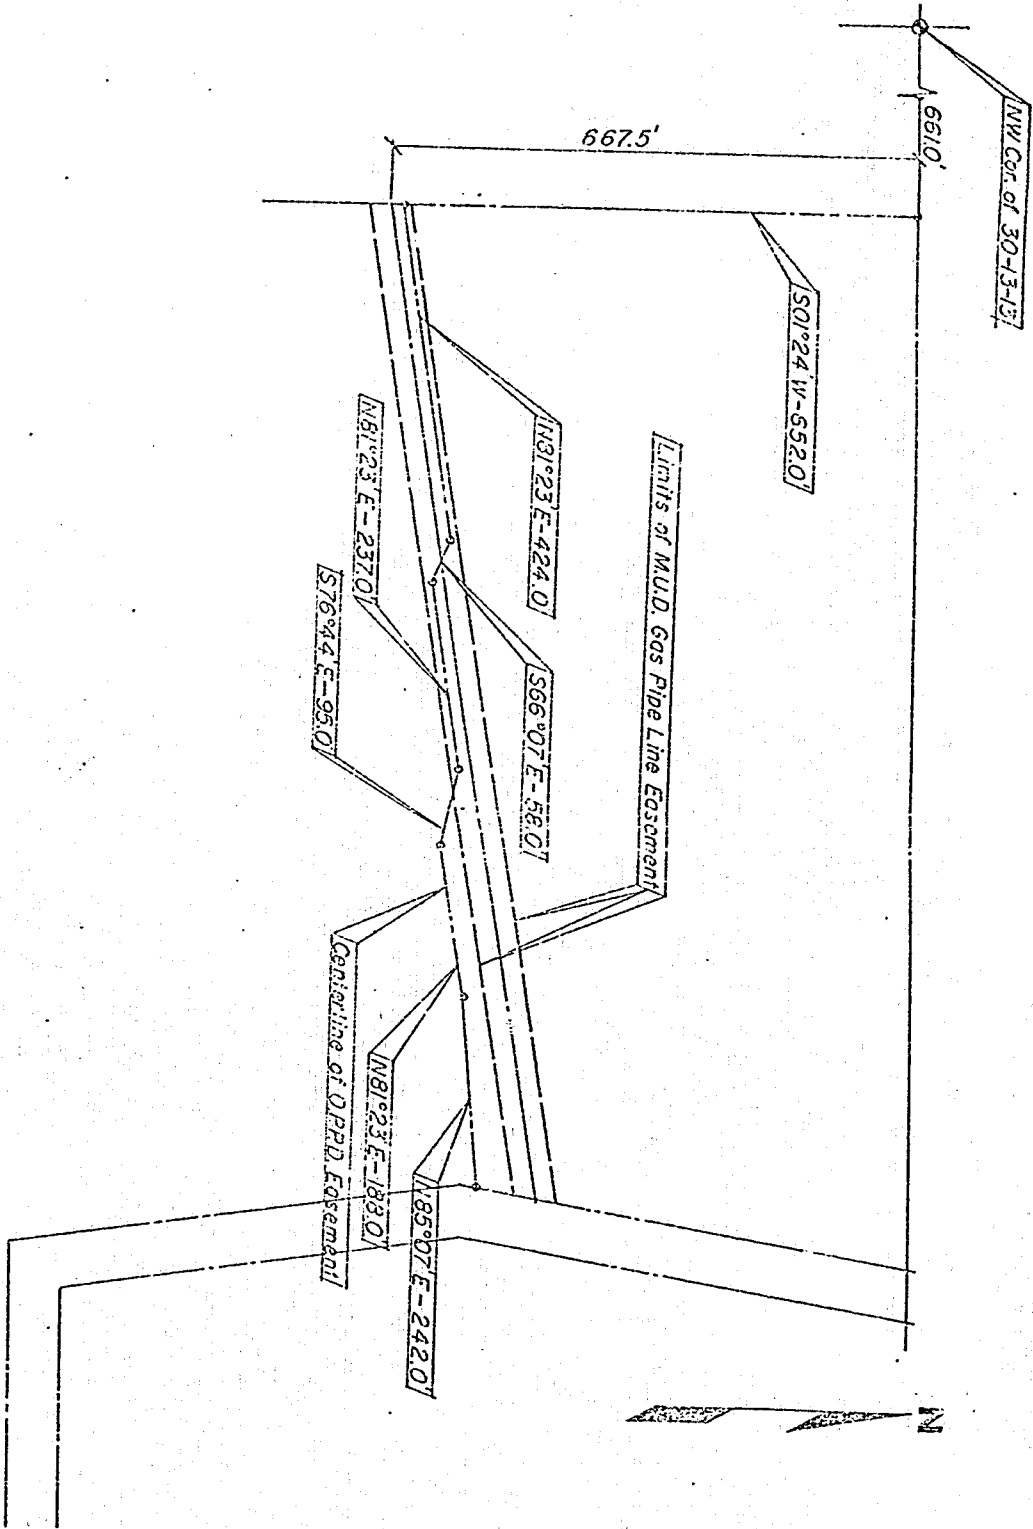 NW Cor. of 30-13-13
661.0'
667.5'
S01°24'W-652.0'
N81°23'E-424.0'
Limits of M.U.D. Gas Pipe Line Easement
N81°23'E-237.0'
S66°07'E-58.0'
S76°44'E-95.0'
Centerline of O.P.P.D. Easement
N81°23'E-188.0'
N85°07'E-242.0'
N